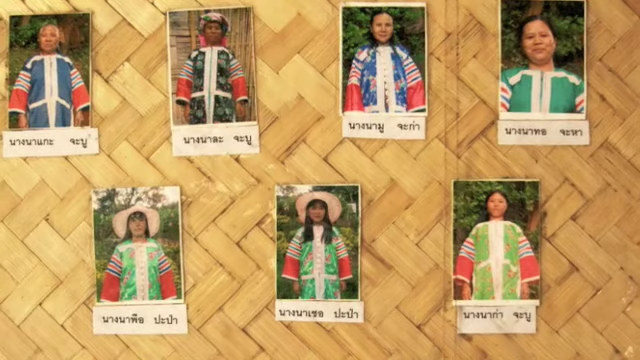 นางนาแกะ จะบู
นางนาละ จะบู
นางนามู จะก่า
นางนาทอ จะหา
นางนาพือ ปะป่า
นางนาเซอ ปะป่า
นางนาก๋า จะบู